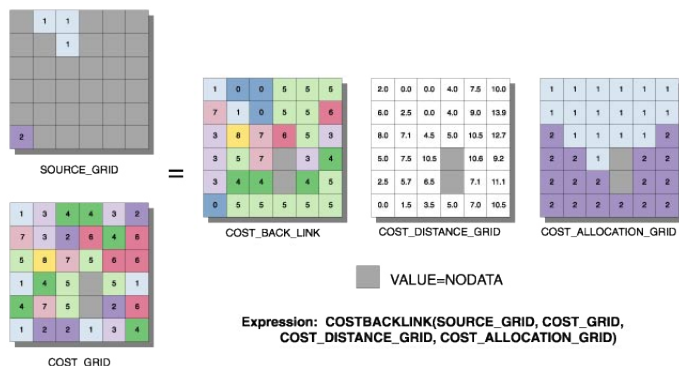 1 1
1
2
SOURCE_GRID
1 3 4 4 3 2
7 3 2 6 4 6
5 8 7 5 6 6
1 4 5 5 1
4 7 5 2 6
1 2 2 1 3 4
COST_GRID
=
1 0 0 5 5 5
7 1 0 5 5 6
3 8 7 6 5 3
3 5 7 3 4
3 4 4 4 5
0 5 5 5 5 5
COST_BACK_LINK
2.0 0.0 0.0 4.0 7.5 10.0
6.0 2.5 0.0 4.0 9.0 13.9
8.0 7.1 4.5 5.0 10.5 12.7
5.0 7.5 10.5 10.6 9.2
2.5 5.7 6.5 7.1 11.1
0.0 1.5 3.5 5.0 7.0 10.5
COST_DISTANCE_GRID
1 1 1 1 1 1
1 1 1 1 1 1
2 1 1 1 1 2
2 2 1 2 2
2 2 2 2 2
2 2 2 2 2 2
COST_ALLOCATION_GRID
VALUE=NODATA
Expression: COSTBACKLINK(SOURCE_GRID, COST_GRID,
COST_DISTANCE_GRID, COST_ALLOCATION_GRID)